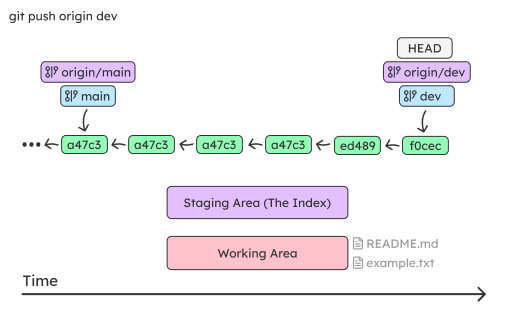 git push origin dev
HEAD
origin/main
origin/dev
main
dev
a47c3
a47c3
a47c3
a47c3
ed489
f0cec
Staging Area (The Index)
Working Area
README.md
example.txt
Time